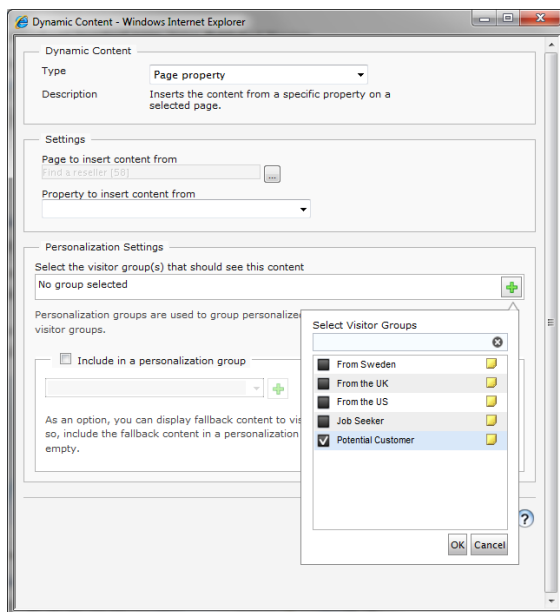 Dynamic Content - Windows Internet Explorer
Dynamic Content
Type
Page property
Description
Inserts the content from a specific property on a
selected page.
Settings
Page to insert content from
Find a reseller [58]
...
Property to insert content from
Personalization Settings
Select the visitor group(s) that should see this content
No group selected
Personalization groups are used to group personalized
visitor groups.
Include in a personalization group
As an option, you can display fallback content to
so, include the fallback content in a personalization
empty.
Select Visitor Groups
From Sweden
From the UK
From the US
Job Seeker
Potential Customer
OK
Cancel
?